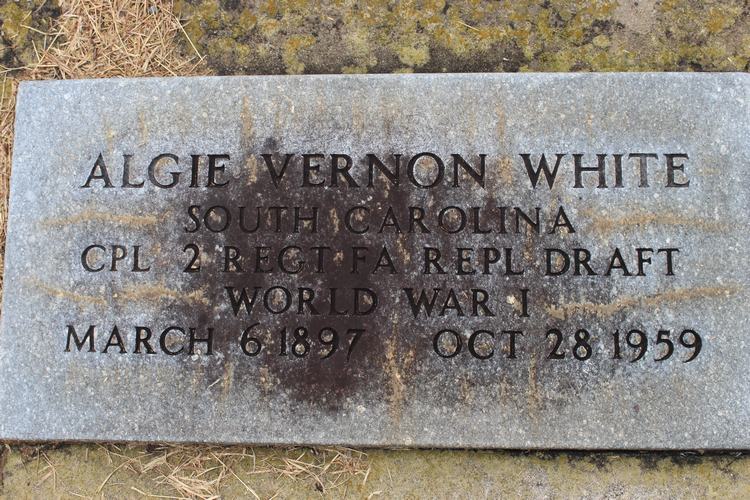 ALGIE VERNON WHITE
SOUTH CAROLINA
CPL 2 REGT FA REPL DRAFT
WORLD WAR I
MARCH 6 1897 OCT 28 1959